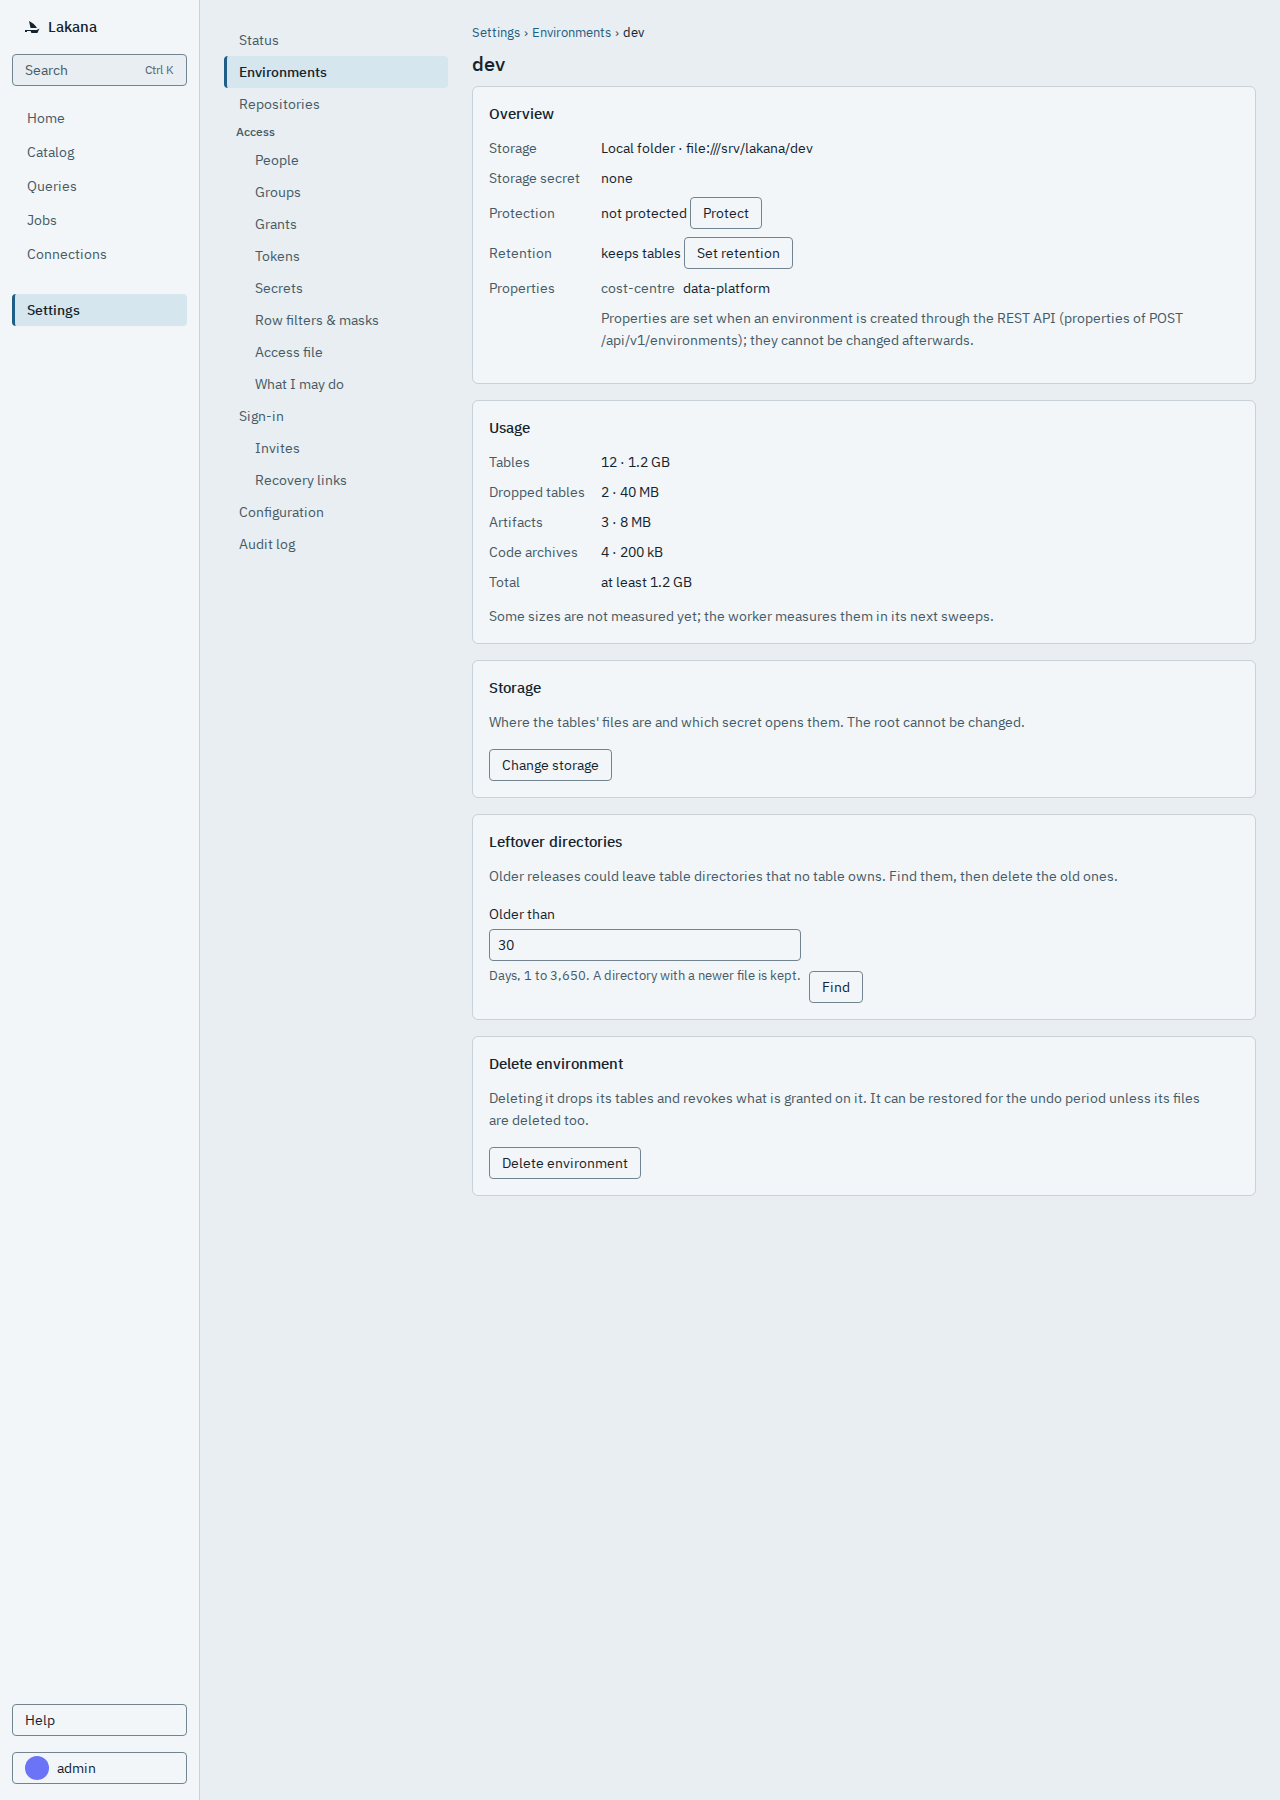 Lakana
Search Ctrl K
Home
Catalog
Queries
Jobs
Connections
Settings
Help
admin
Status
Environments
Repositories
Access
People
Groups
Grants
Tokens
Secrets
Row filters & masks
Access file
What I may do
Sign-in
Invites
Recovery links
Configuration
Audit log
Settings › Environments › dev
dev
Overview
Storage Local folder · file:///srv/lakana/dev
Storage secret none
Protection not protected Protect
Retention keeps tables Set retention
Properties cost-centre data-platform
Properties are set when an environment is created through the REST API (properties of POST
/api/v1/environments); they cannot be changed afterwards.
Usage
Tables 12 · 1.2 GB
Dropped tables 2 · 40 MB
Artifacts 3 · 8 MB
Code archives 4 · 200 kB
Total at least 1.2 GB
Some sizes are not measured yet; the worker measures them in its next sweeps.
Storage
Where the tables' files are and which secret opens them. The root cannot be changed.
Change storage
Leftover directories
Older releases could leave table directories that no table owns. Find them, then delete the old ones.
Older than
30
Days, 1 to 3,650. A directory with a newer file is kept.
Find
Delete environment
Deleting it drops its tables and revokes what is granted on it. It can be restored for the undo period unless its files
are deleted too.
Delete environment